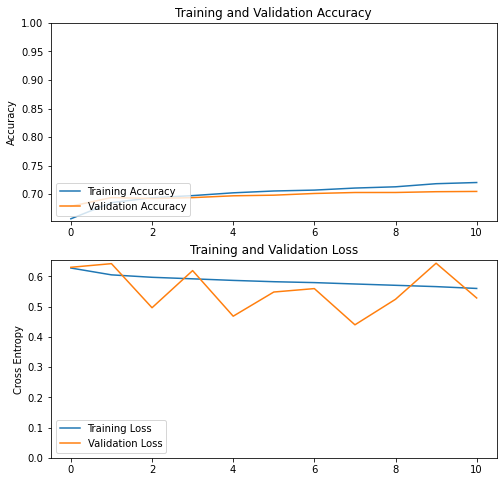 Training and Validation Accuracy
1.00
0.95
0.90
0.85
0.80
0.75
0.70
Accuracy
Training Accuracy
Validation Accuracy
0 2 4 6 8 10
Training and Validation Loss
0.6
0.5
0.4
0.3
0.2
0.1
0.0
Cross Entropy
Training Loss
Validation Loss
0 2 4 6 8 10